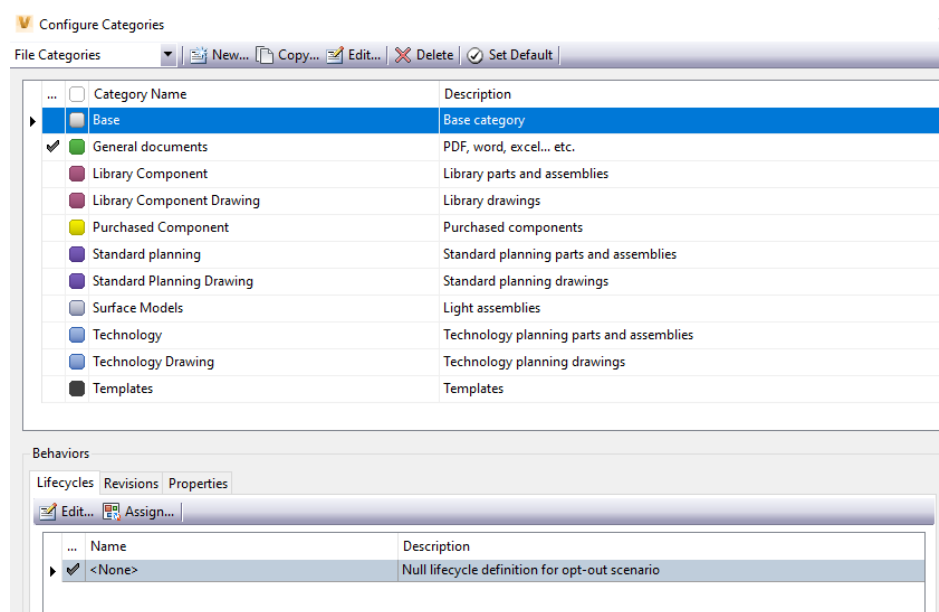 Configure Categories
File Categories New... Copy... Edit... Delete Set Default
... Category Name Description
Base Base category
General documents PDF, word, excel... etc.
Library Component Library parts and assemblies
Library Component Drawing Library drawings
Purchased Component Purchased components
Standard planning Standard planning parts and assemblies
Standard Planning Drawing Standard planning drawings
Surface Models Light assemblies
Technology Technology planning parts and assemblies
Technology Drawing Technology planning drawings
Templates Templates
Behaviors
Lifecycles Revisions Properties
Edit... Assign...
... Name Description
<None> Null lifecycle definition for opt-out scenario